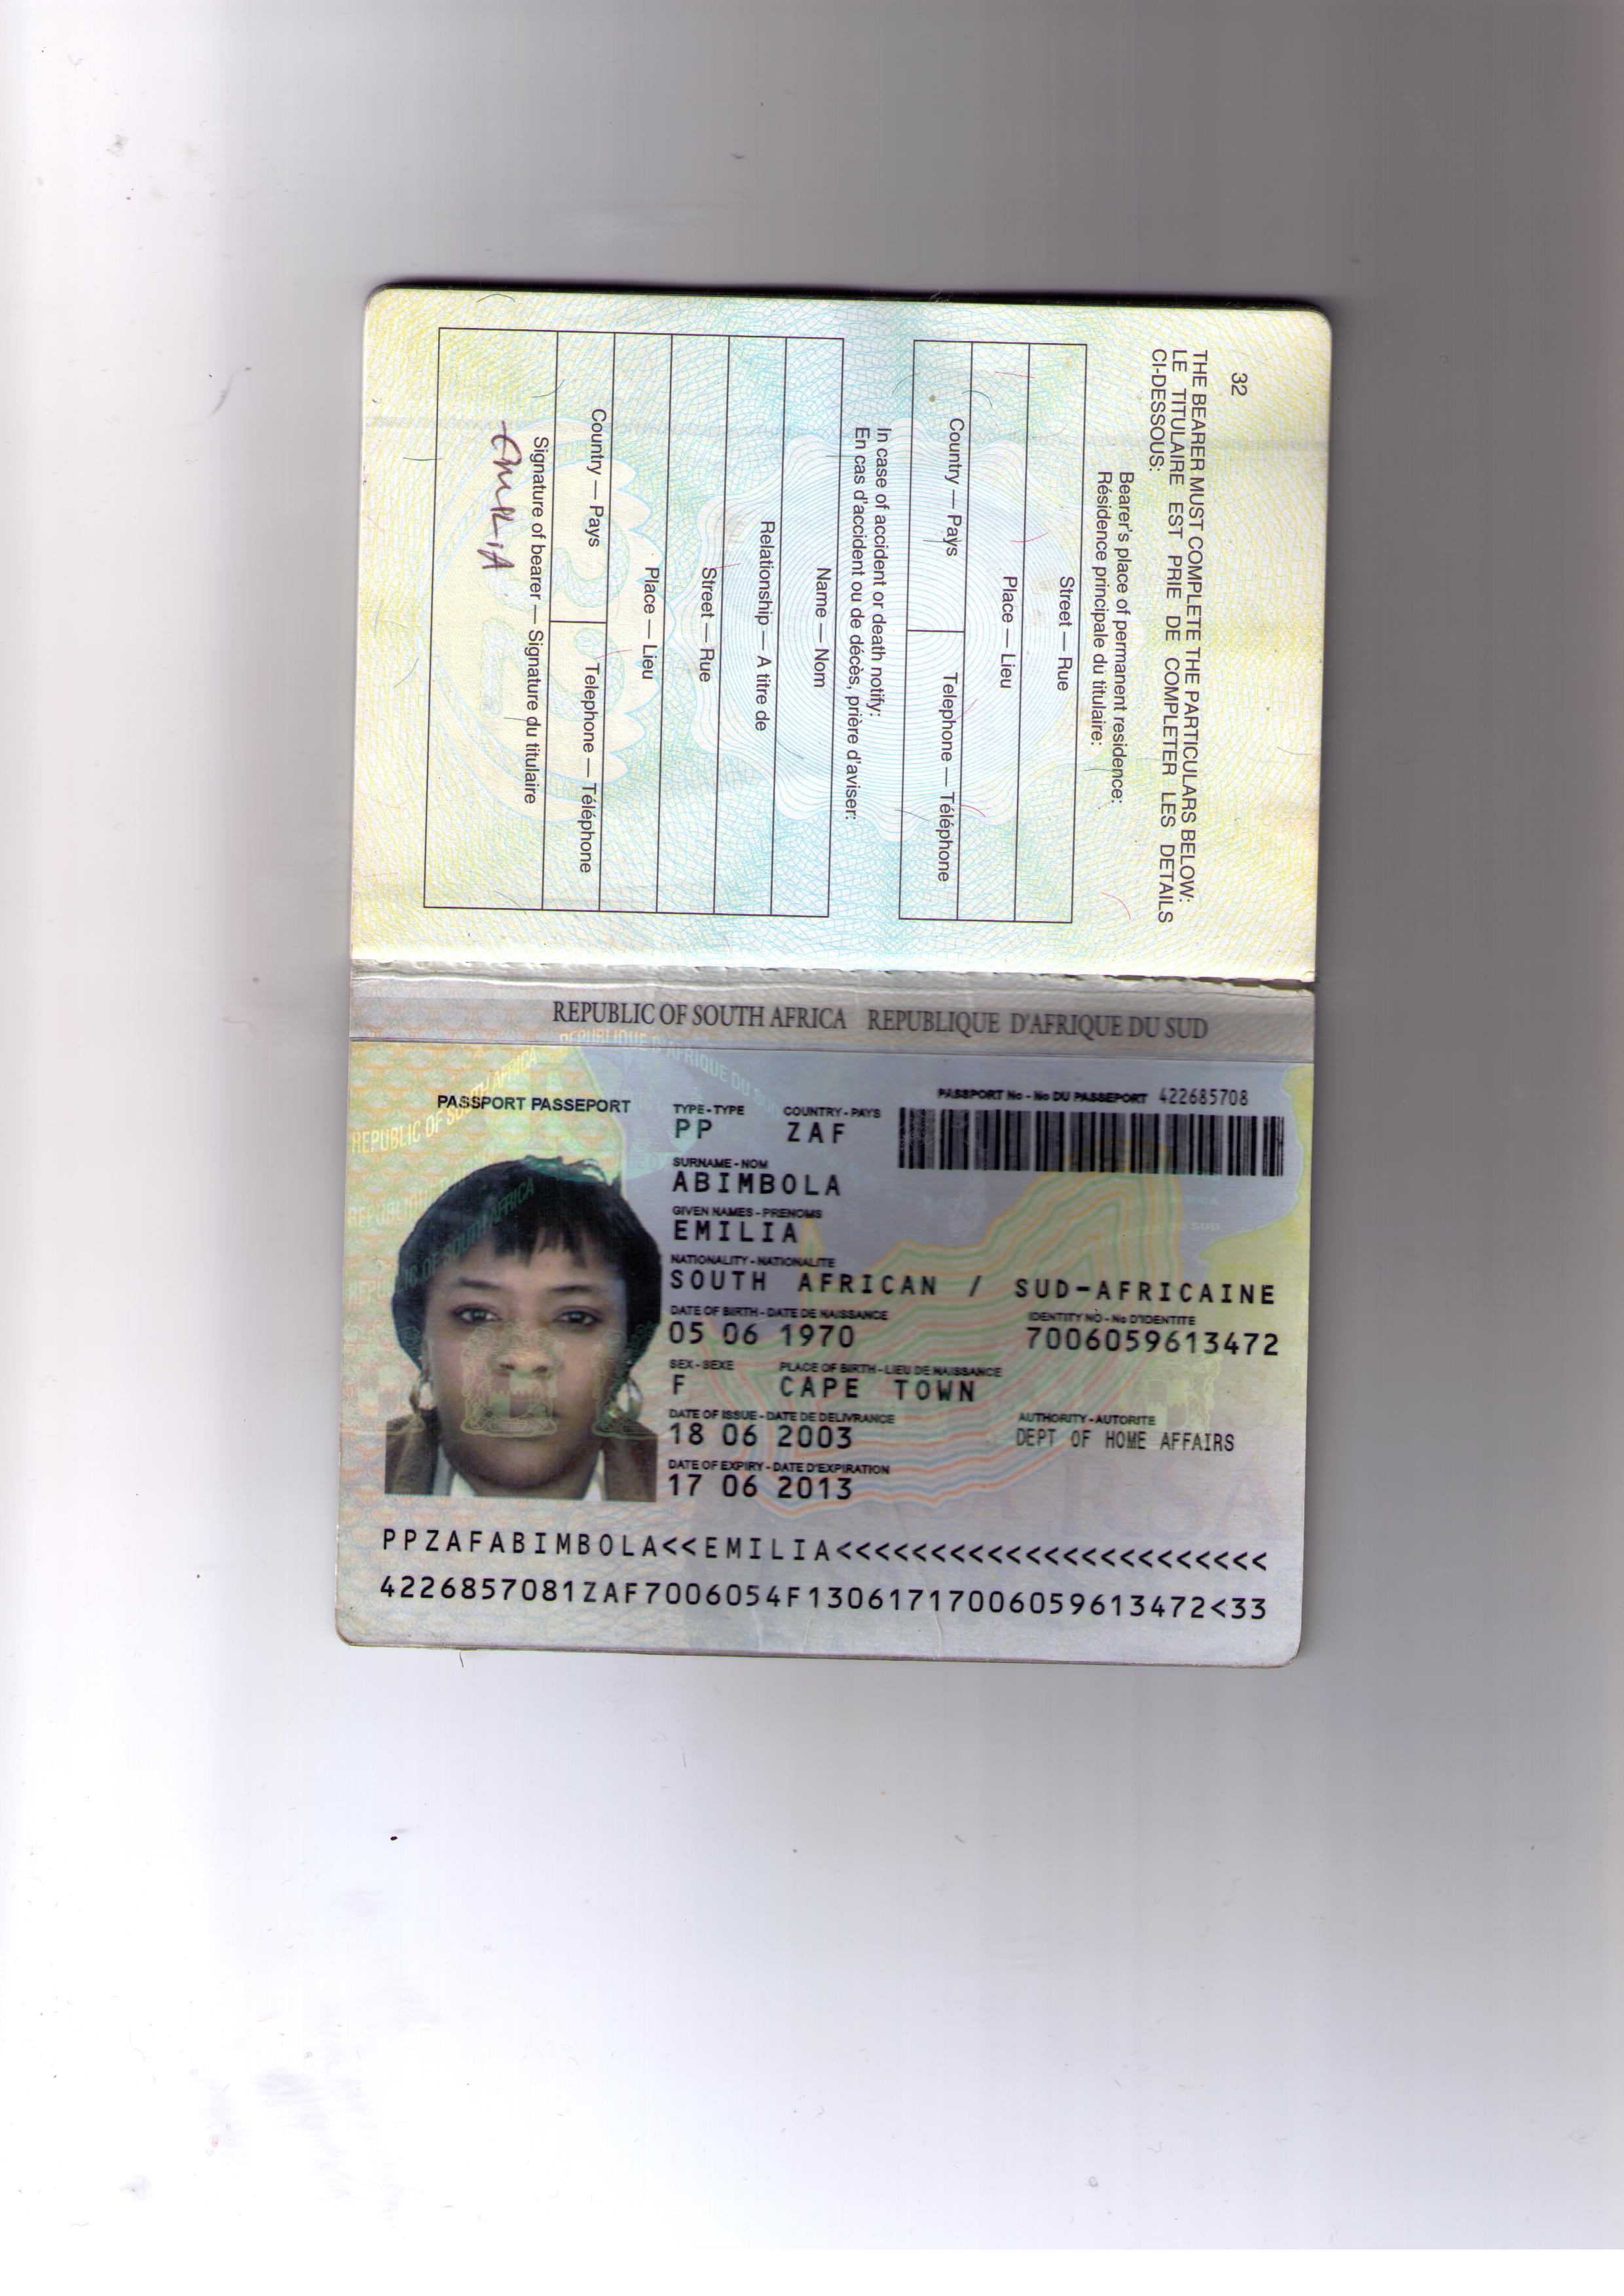 32
THE BEARER MUST COMPLETE THE PARTICULARS BELOW:
LE TITULAIRE EST PRIE DE COMPLETER LES DETAILS
CI-DESSOUS:
Bearer's place of permanent residence:
Résidence principale du titulaire:
Street — Rue
Place — Lieu
Country — Pays
Telephone — Téléphone
In case of accident or death notify:
En cas d'accident ou de décès, prière d'aviser:
Name — Nom
Relationship — A titre de
Street — Rue
Place — Lieu
Country — Pays
Telephone — Téléphone
Signature of bearer — Signature du titulaire
EMILIA
REPUBLIC OF SOUTH AFRICA REPUBLIQUE D'AFRIQUE DU SUD
PASSPORT PASSEPORT
PASSPORT No - No DU PASSEPORT 422685708
TYPE - TYPE COUNTRY - PAYS
PP ZAF
SURNAME - NOM
ABIMBOLA
GIVEN NAMES - PRENOMS
EMILIA
NATIONALITY - NATIONALITE
SOUTH AFRICAN / SUD-AFRICAINE
DATE OF BIRTH - DATE DE NAISSANCE IDENTITY NO - No D'IDENTITE
05 06 1970 7006059613472
SEX - SEXE PLACE OF BIRTH - LIEU DE NAISSANCE
F CAPE TOWN
DATE OF ISSUE - DATE DE DELIVRANCE AUTHORITY - AUTORITE
18 06 2003 DEPT OF HOME AFFAIRS
DATE OF EXPIRY - DATE D'EXPIRATION
17 06 2013
PPZAFABIMBOLA<<EMILIA<<<<<<<<<<<<<<<<<<<<<<<
4226857081ZAF7006054F13061717006059613472<33